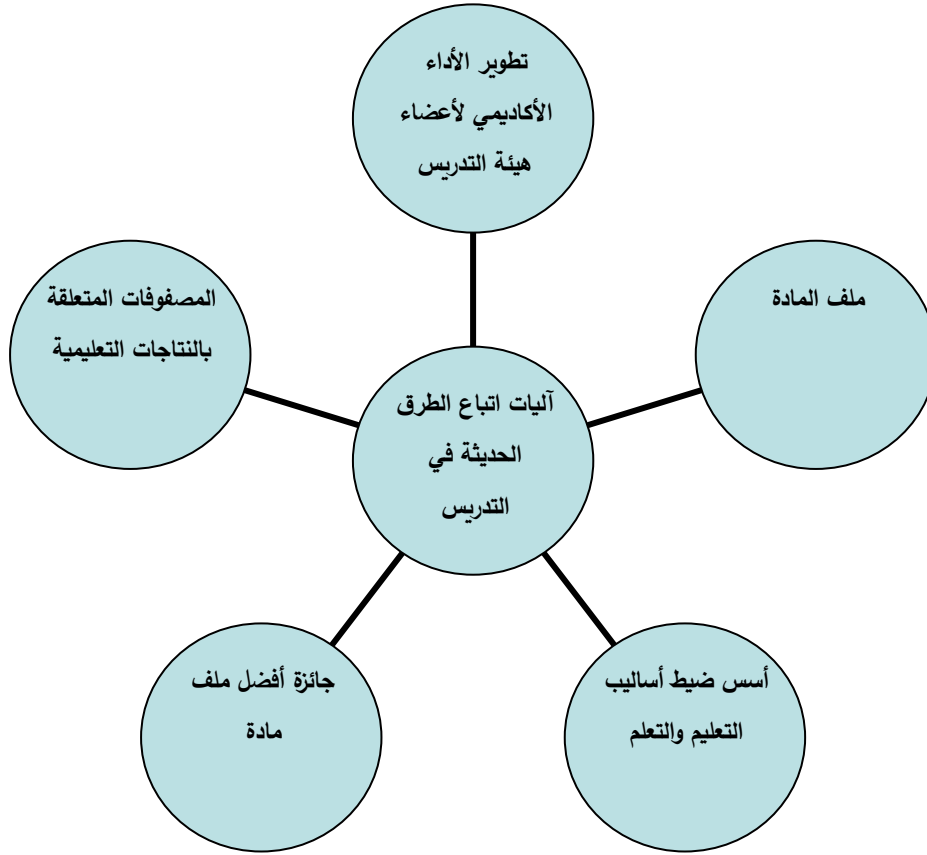 تطوير الأداء
الأكاديمي لأعضاء
هيئة التدريس
ملف المادة
المصفوفات المتعلقة
بالنتاجات التعليمية
آليات اتباع الطرق
الحديثة في
التدريس
أسس ضيط أساليب
التعليم والتعلم
جائزة أفضل ملف
مادة